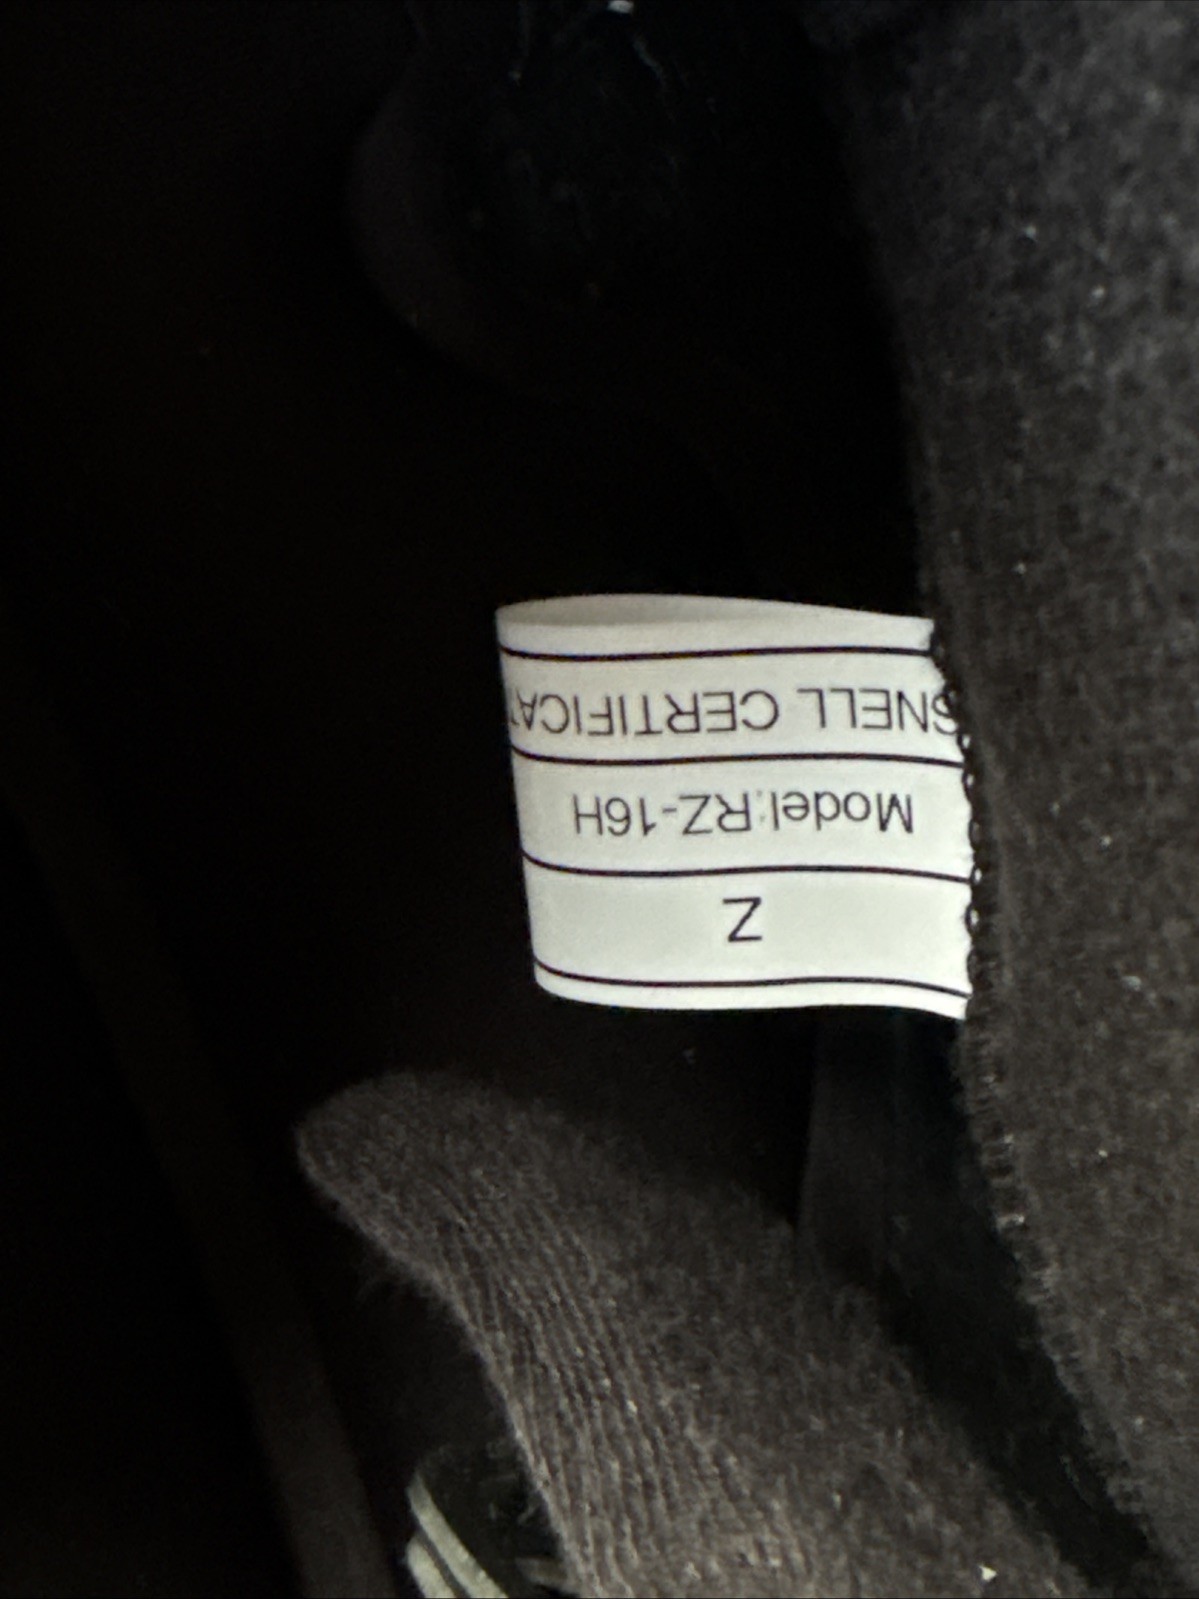 Z
Model:RZ-16H
SNELL CERTIFICAT